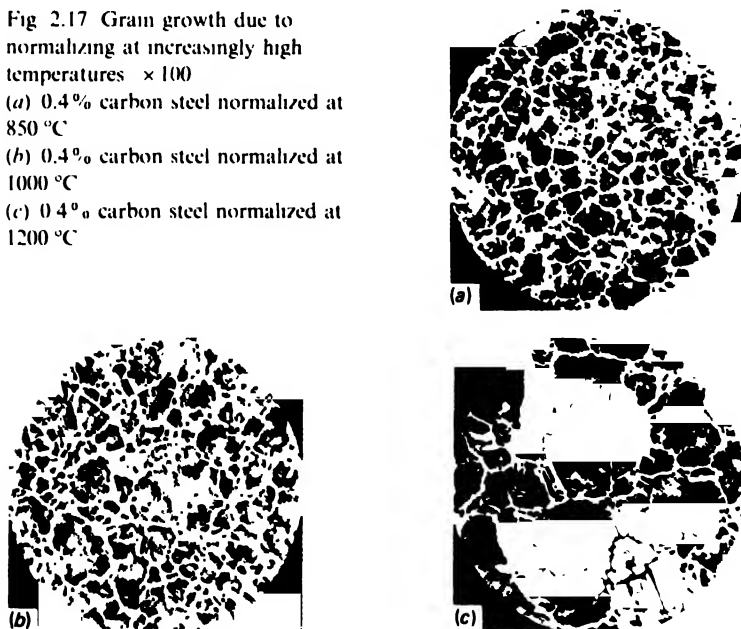 Fig 2.17 Grain growth due to
normalizing at increasingly high
temperatures × 100
(a) 0.4% carbon steel normalized at
850 °C
(b) 0.4% carbon steel normalized at
1000 °C
(c) 0 4% carbon steel normalized at
1200 °C
(a)
(b)
(c)